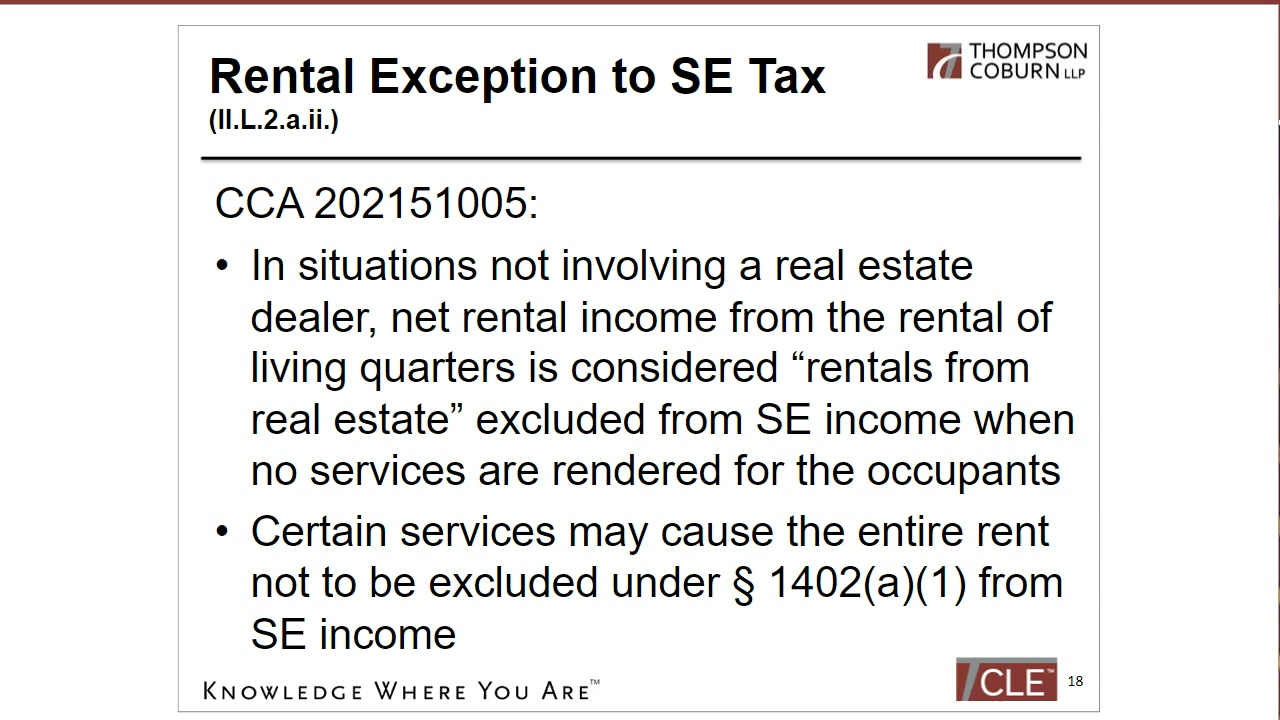 Rental Exception to SE Tax
(II.L.2.a.ii.)
THOMPSON
COBURN LLP
CCA 202151005:
• In situations not involving a real estate
dealer, net rental income from the rental of
living quarters is considered “rentals from
real estate” excluded from SE income when
no services are rendered for the occupants
• Certain services may cause the entire rent
not to be excluded under § 1402(a)(1) from
SE income
KNOWLEDGE WHERE YOU ARE™
CLE™
18